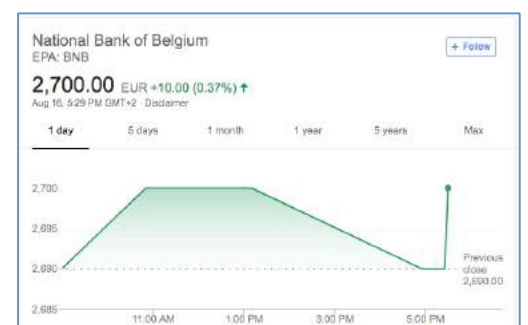 National Bank of Belgium
EPA: BNB
+ Follow
2,700.00 EUR +10.00 (0.37%) ↑
Aug 16, 5:29 PM GMT+2 · Disclaimer
1 day 5 days 1 month 1 year 5 years Max
2,700
2,695
2,690
2,685
Previous
close
2,690.00
11:00 AM 1:00 PM 3:00 PM 5:00 PM